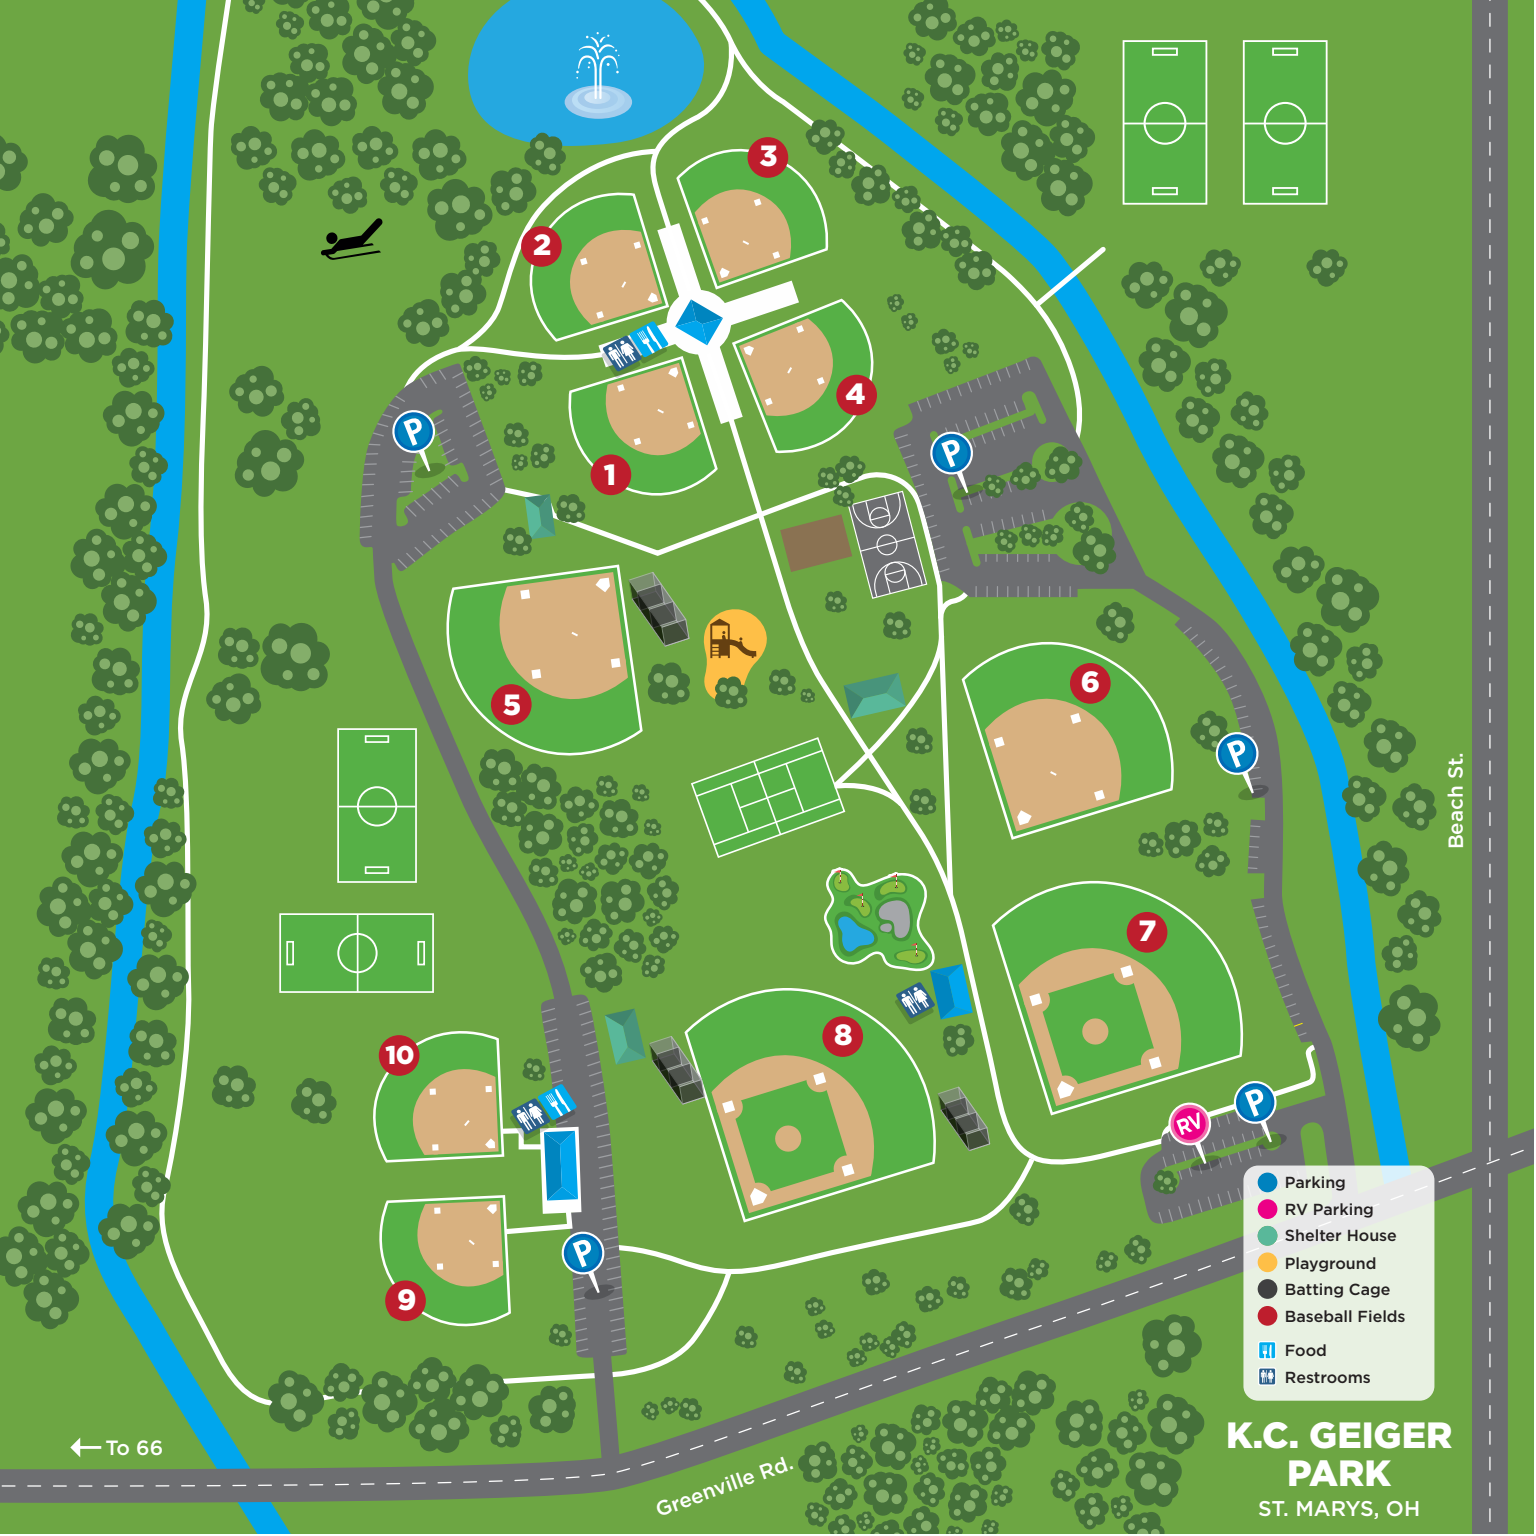 3
2
P
4
P
1
6
5
P
Beach St.
7
8
10
P
RV
P
9
Parking
RV Parking
Shelter House
Playground
Batting Cage
Baseball Fields
Food
Restrooms
To 66
Greenville Rd.
K.C. GEIGER
PARK
ST. MARYS, OH